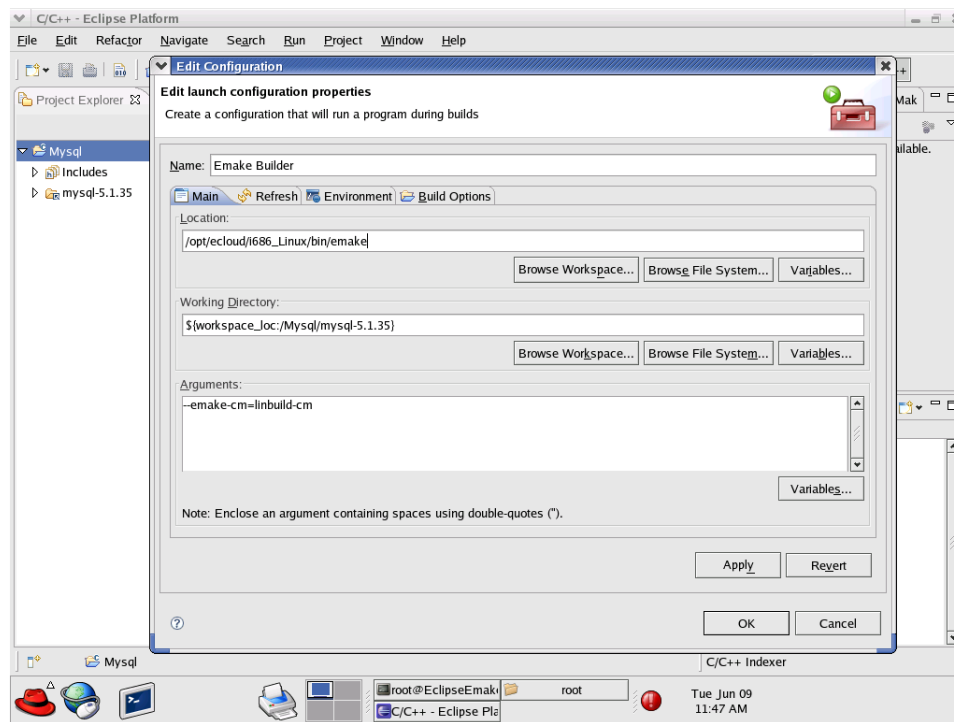 C/C++ - Eclipse Platform
File Edit Refactor Navigate Search Run Project Window Help
Edit Configuration
Edit launch configuration properties
Create a configuration that will run a program during builds
Project Explorer
Mak
ailable.
Mysql
Includes
mysql-5.1.35
Name: Emake Builder
Main Refresh Environment Build Options
Location:
/opt/ecloud/i686_Linux/bin/emake
Browse Workspace... Browse File System... Variables...
Working Directory:
${workspace_loc:/Mysql/mysql-5.1.35}
Browse Workspace... Browse File System... Variables...
Arguments:
--emake-cm=linbuild-cm
Variables...
Note: Enclose an argument containing spaces using double-quotes (").
Apply Revert
OK Cancel
Mysql
C/C++ Indexer
root@EclipseEmak
root
C/C++ - Eclipse Pla
Tue Jun 09
11:47 AM